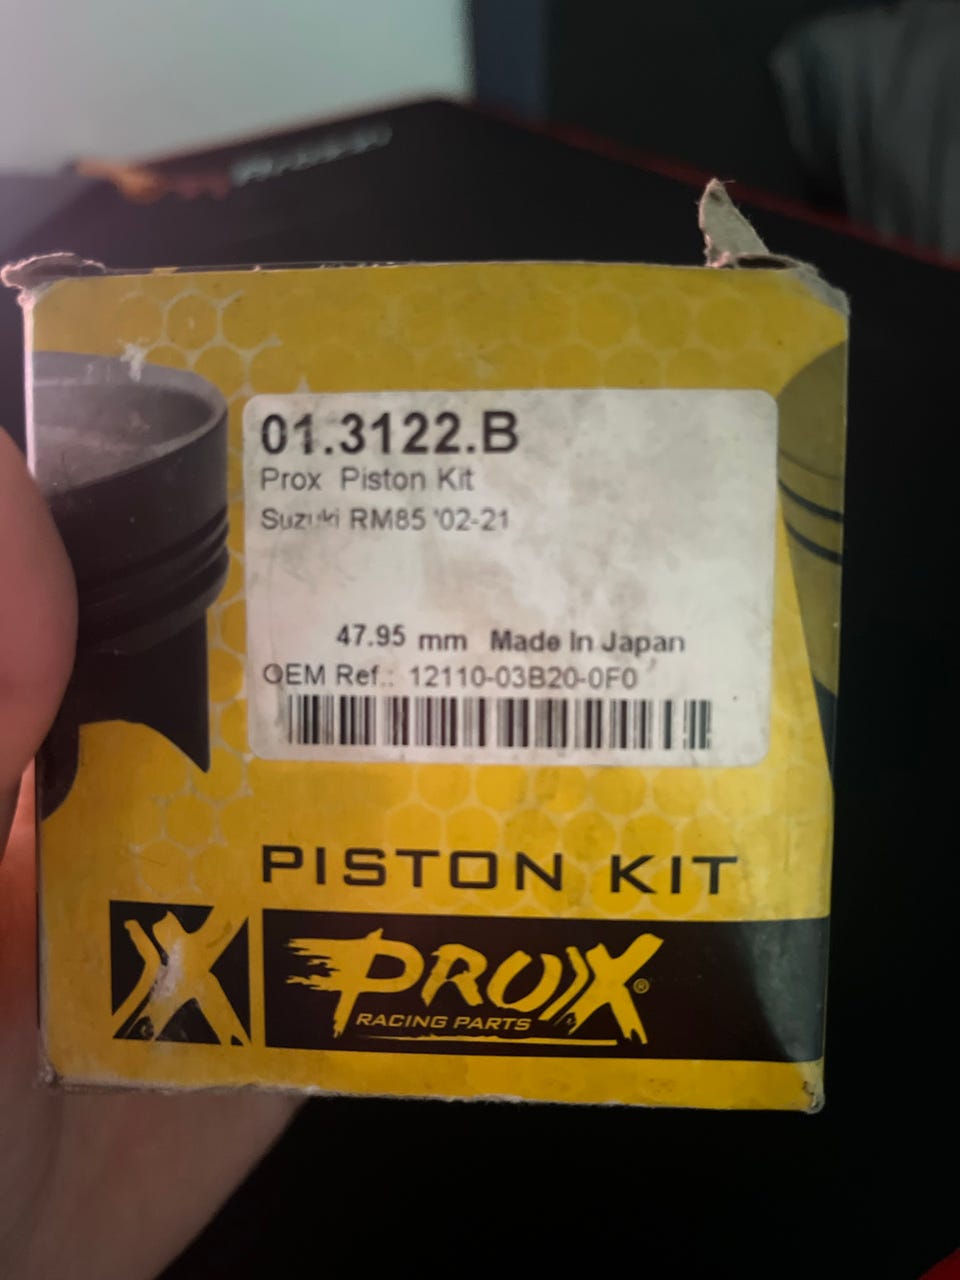 01.3122.B
Prox Piston Kit
Suzuki RM85 '02-21
47.95 mm Made In Japan
OEM Ref.: 12110-03B20-0F0
PISTON KIT
PROX®
RACING PARTS